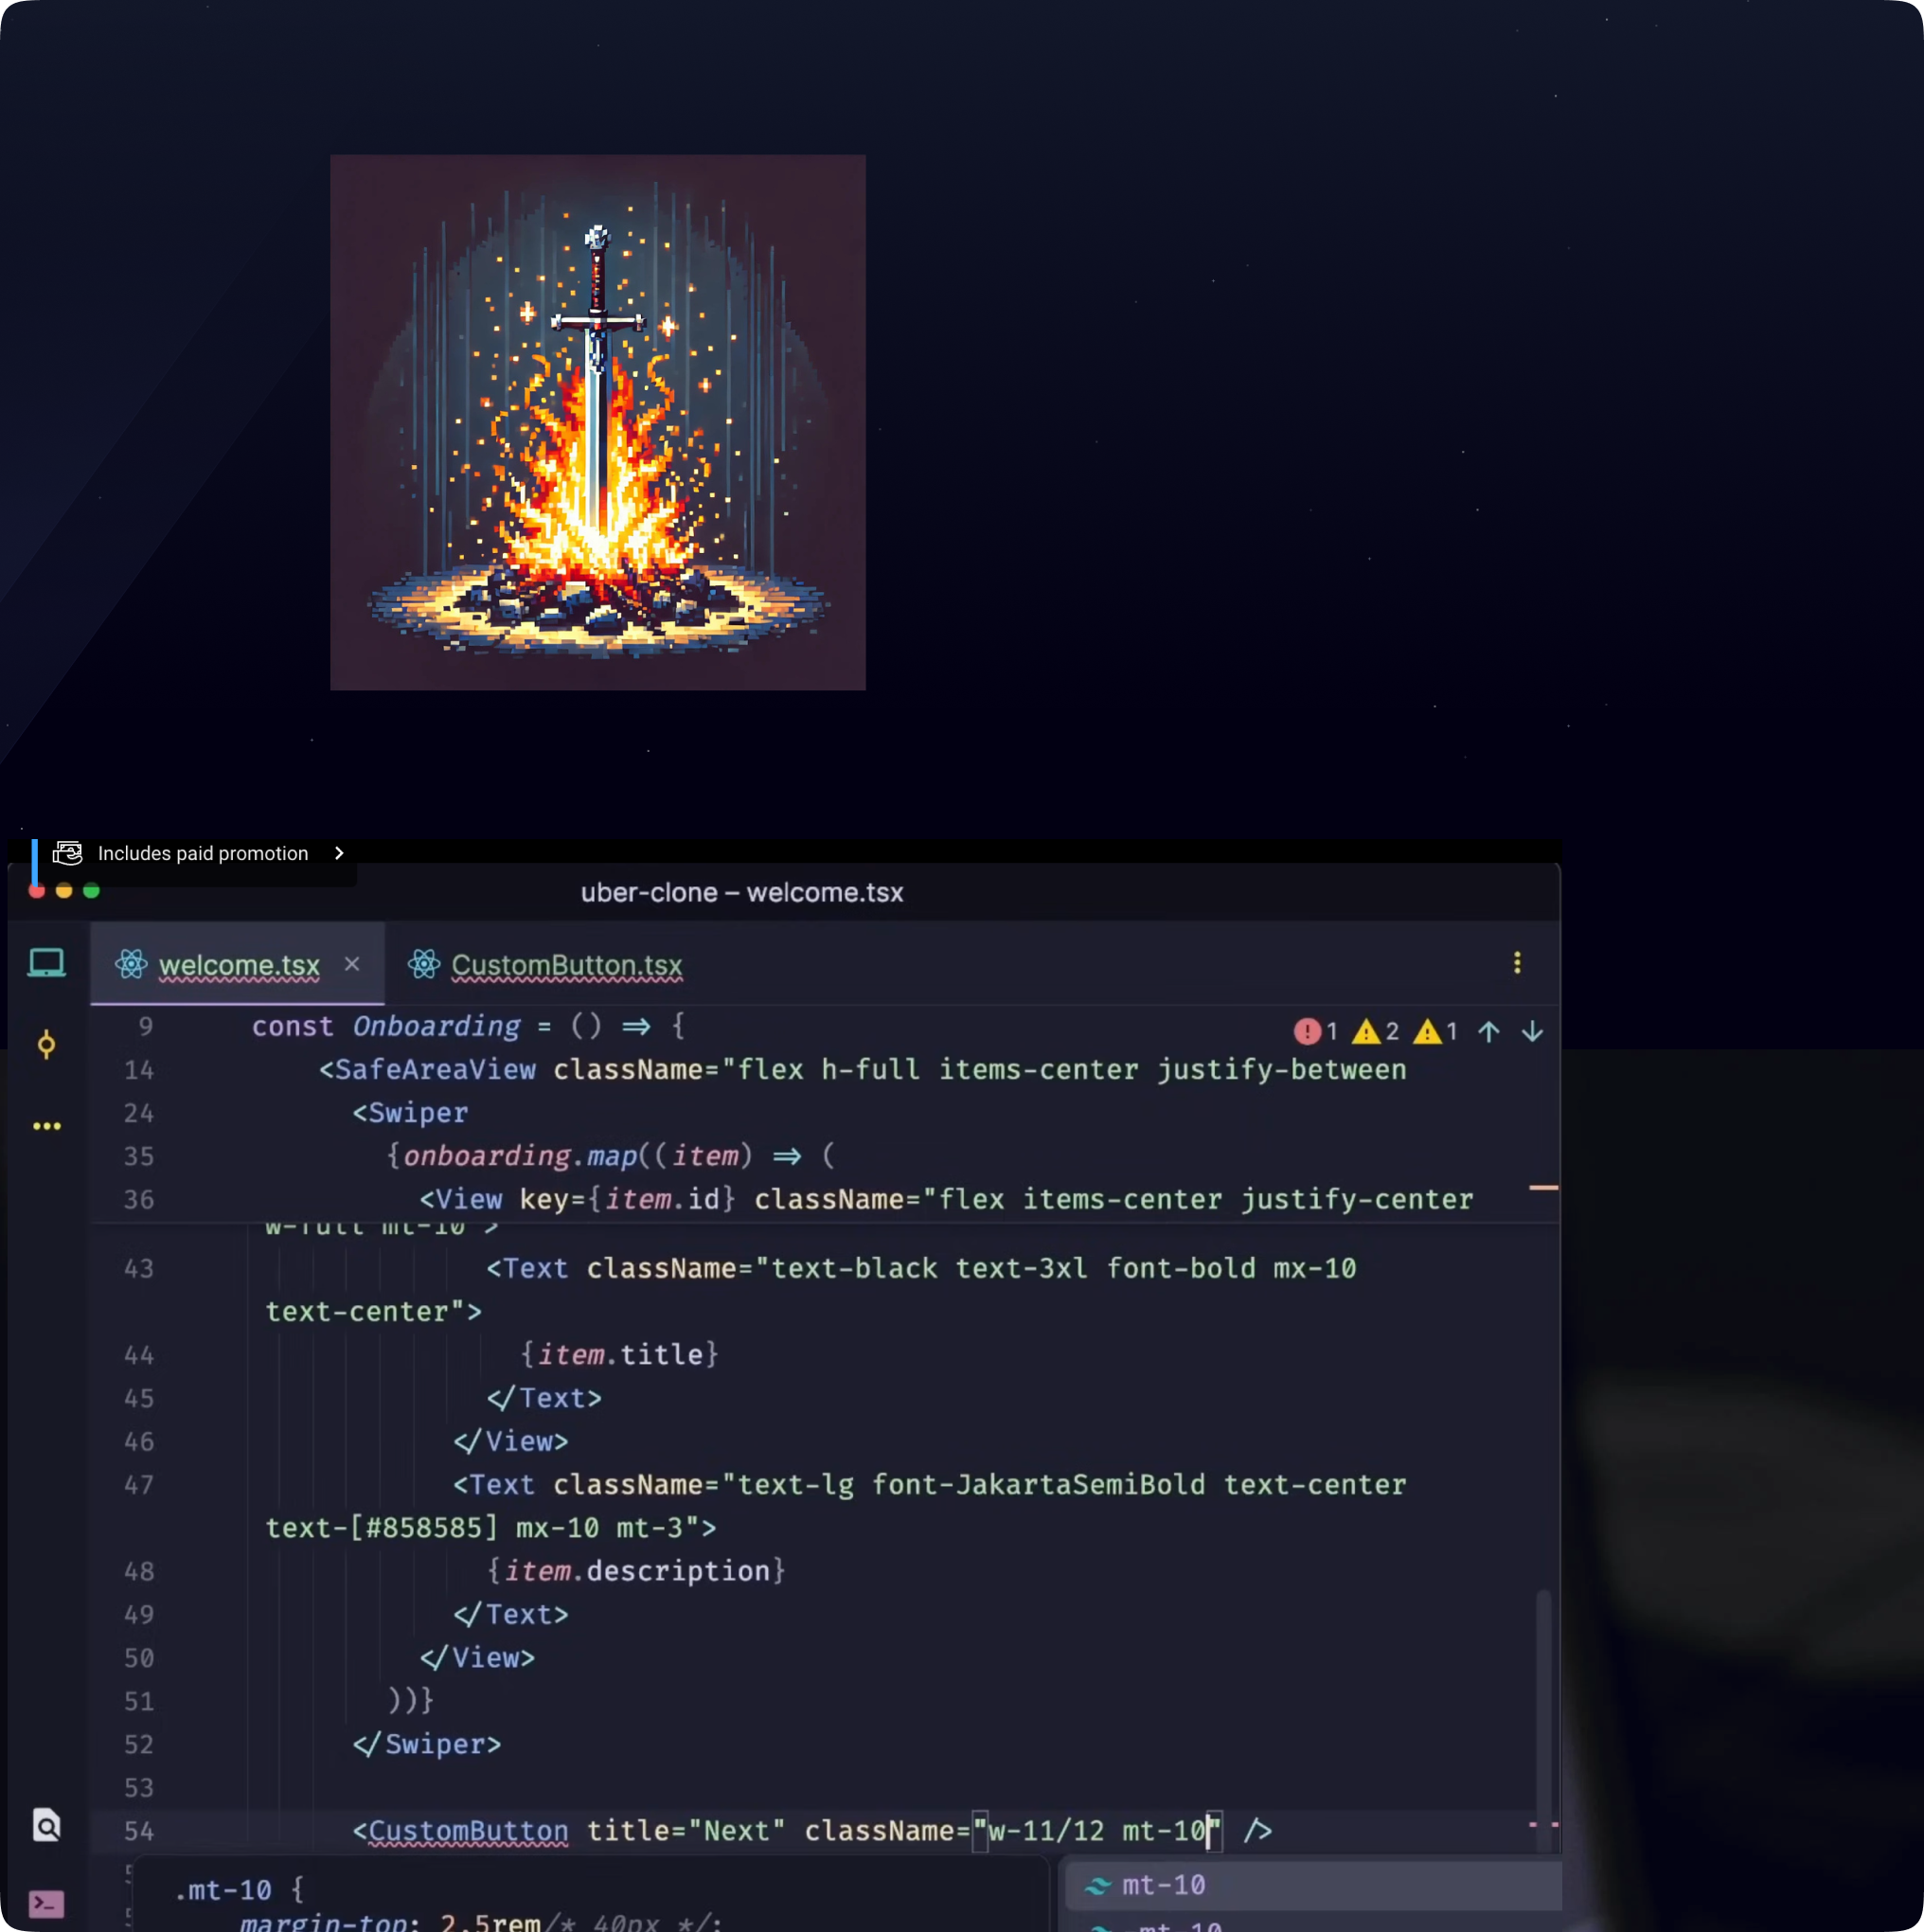 Includes paid promotion
uber-clone – welcome.tsx
welcome.tsx
CustomButton.tsx
9 const Onboarding = () => {
1 2 1
14 <SafeAreaView className="flex h-full items-center justify-between
24 <Swiper
35 {onboarding.map((item) => (
36 <View key={item.id} className="flex items-center justify-center
w-full mt-10">
43 <Text className="text-black text-3xl font-bold mx-10
text-center">
44 {item.title}
45 </Text>
46 </View>
47 <Text className="text-lg font-JakartaSemiBold text-center
text-[#858585] mx-10 mt-3">
48 {item.description}
49 </Text>
50 </View>
51 ))}
52 </Swiper>
53
54 <CustomButton title="Next" className="w-11/12 mt-10" />
.mt-10 {
margin-top: 2.5rem/* 40px */;
mt-10
-mt-10